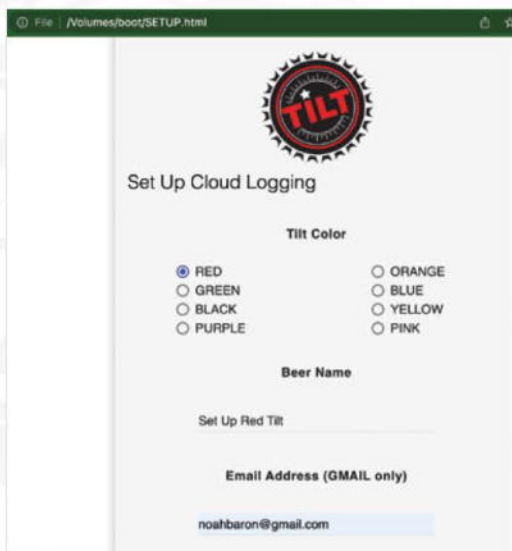 File | /Volumes/boot/SETUP.html
TILT
Set Up Cloud Logging
Tilt Color
RED ORANGE
GREEN BLUE
BLACK YELLOW
PURPLE PINK
Beer Name
Set Up Red Tilt
Email Address (GMAIL only)
noahbaron@gmail.com